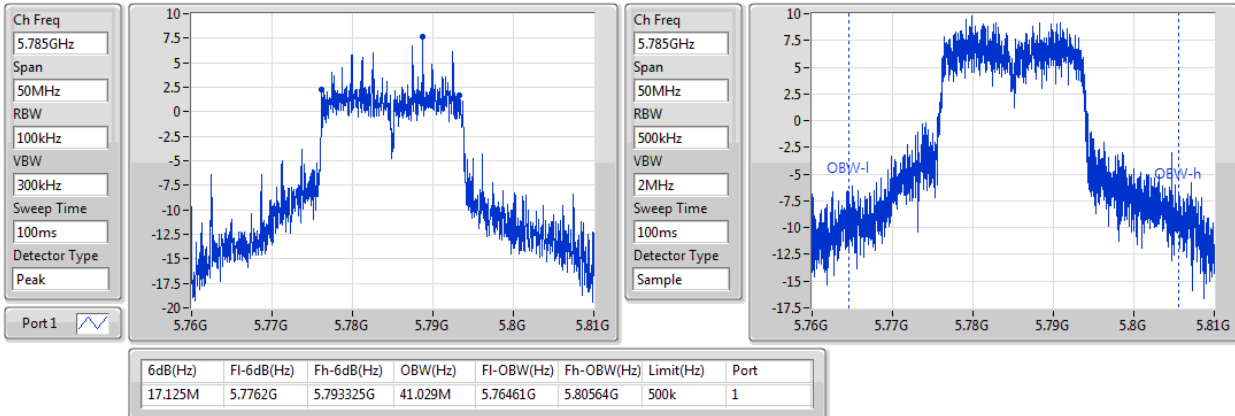 Ch Freq
5.785GHz
Span
50MHz
RBW
100kHz
VBW
300kHz
Sweep Time
100ms
Detector Type
Peak
Port 1
10-
7.5-
5-
2.5-
0-
-2.5-
-5-
-7.5-
-10-
-12.5-
-15-
-17.5-
-20-
5.76G 5.77G 5.78G 5.79G 5.8G 5.81G
Ch Freq
5.785GHz
Span
50MHz
RBW
500kHz
VBW
2MHz
Sweep Time
100ms
Detector Type
Sample
10-
7.5-
5-
2.5-
0-
-2.5-
-5-
-7.5-
-10-
-12.5-
-15-
-17.5-
OBW-l
OBW-h
5.76G 5.77G 5.78G 5.79G 5.8G 5.81G
6dB(Hz) Fl-6dB(Hz) Fh-6dB(Hz) OBW(Hz) Fl-OBW(Hz) Fh-OBW(Hz) Limit(Hz) Port
17.125M 5.7762G 5.793325G 41.029M 5.76461G 5.80564G 500k 1